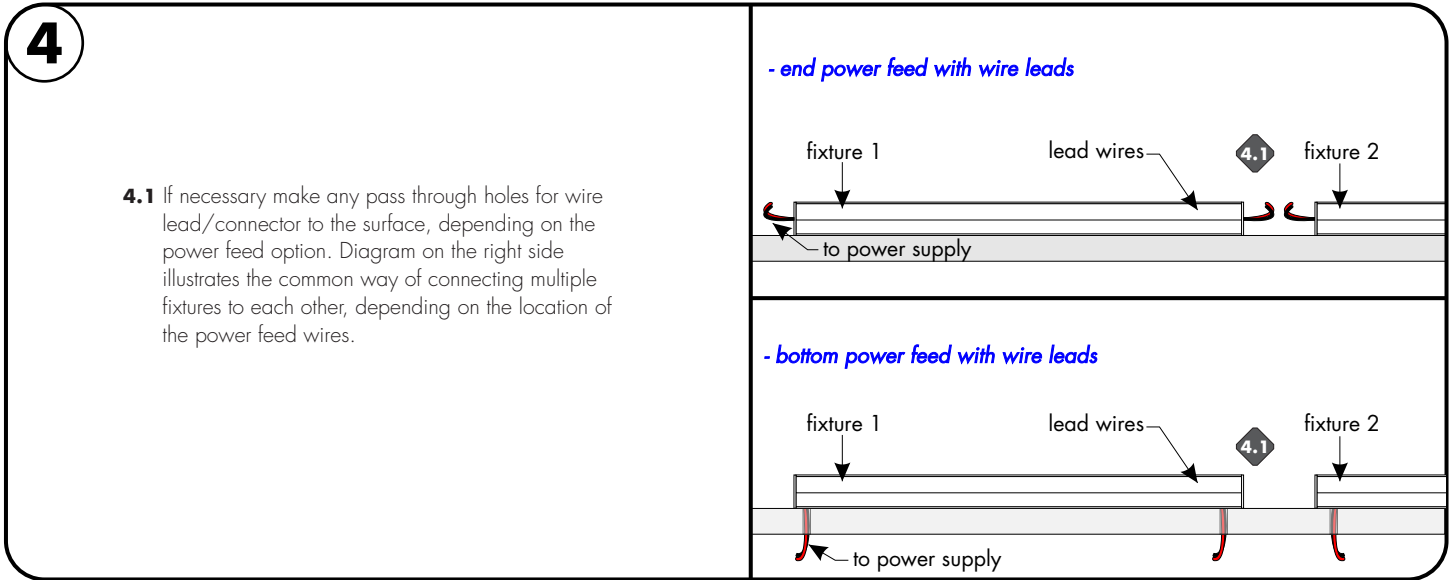 4
4.1 If necessary make any pass through holes for wire
lead/connector to the surface, depending on the
power feed option. Diagram on the right side
illustrates the common way of connecting multiple
fixtures to each other, depending on the location of
the power feed wires.
- end power feed with wire leads
fixture 1
lead wires
4.1
fixture 2
to power supply
- bottom power feed with wire leads
fixture 1
lead wires
4.1
fixture 2
to power supply